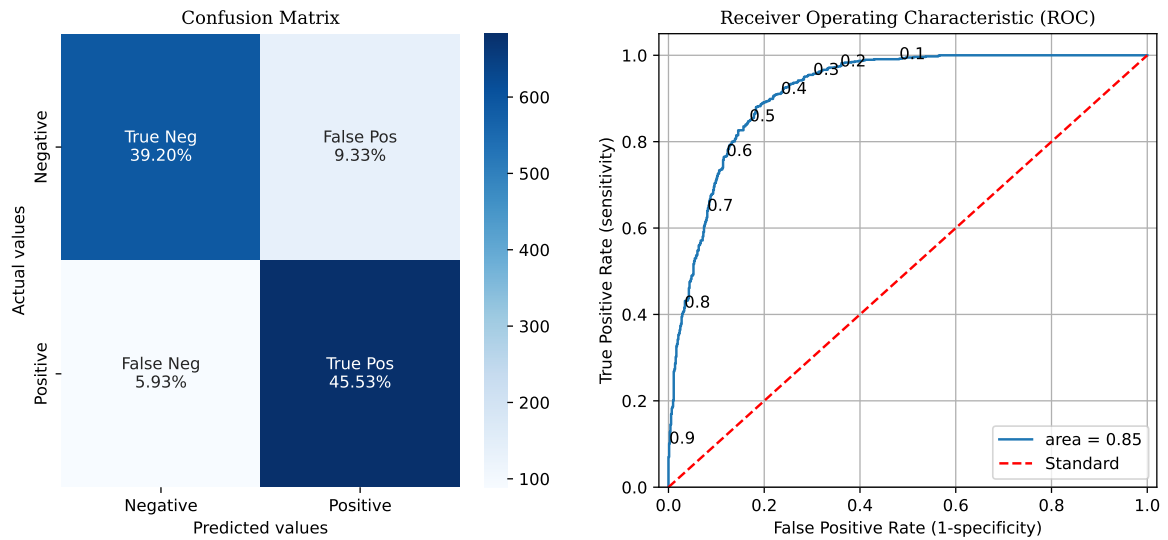 Confusion Matrix
Negative
Positive
Actual values
True Neg
39.20%
False Pos
9.33%
False Neg
5.93%
True Pos
45.53%
Negative
Positive
Predicted values
600
500
400
300
200
100
Receiver Operating Characteristic (ROC)
True Positive Rate (sensitivity)
1.0
0.8
0.6
0.4
0.2
0.0
0.1
0.2
0.3
0.4
0.5
0.6
0.7
0.8
0.9
area = 0.85
Standard
0.0
0.2
0.4
0.6
0.8
1.0
False Positive Rate (1-specificity)